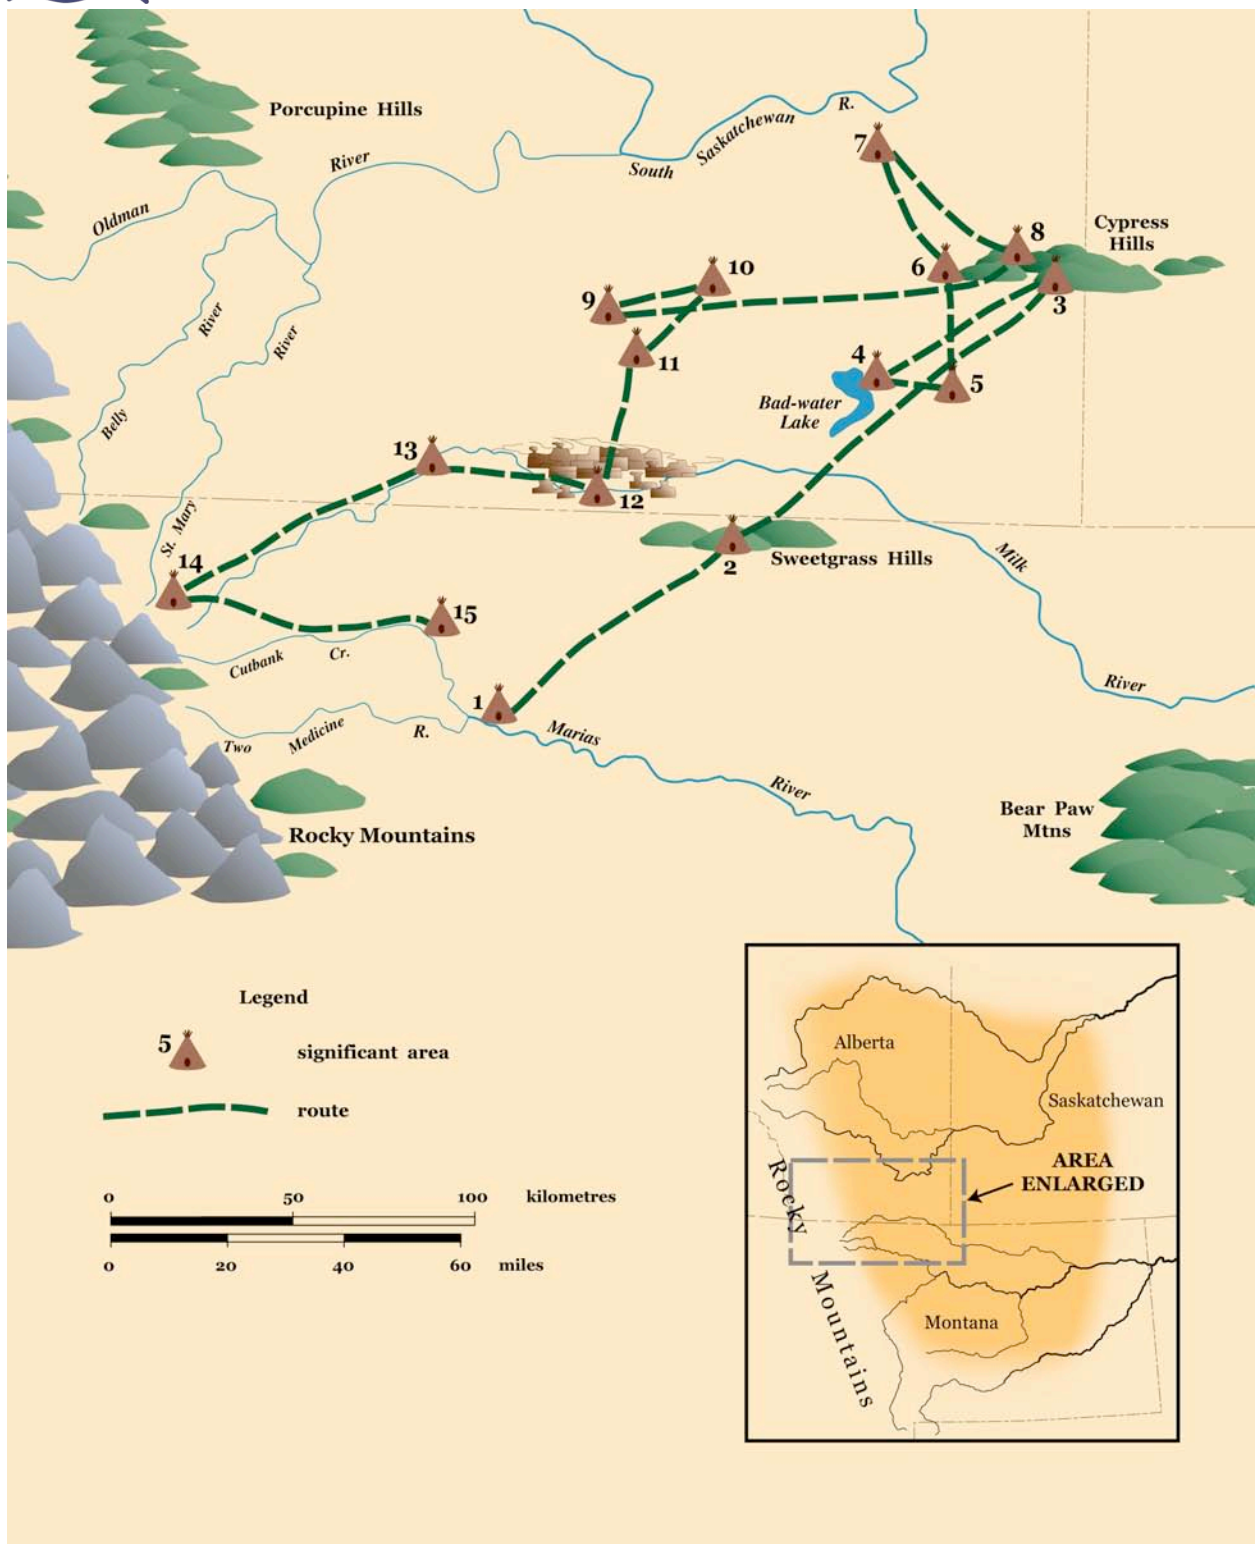 Porcupine Hills
R.
Saskatchewan
South
River
Oldman
7
Cypress
Hills
8
6
3
10
9
11
4
5
Bad-water
Lake
River
River
Belly
13
12
St. Mary
14
2
Sweetgrass Hills
Milk
15
Cutbank
Cr.
River
1
Marias
Two
Medicine
R.
River
Bear Paw
Mtns
Rocky Mountains
Legend
5
significant area
route
0
50
100
kilometres
0
20
40
60
miles
Alberta
Saskatchewan
AREA
ENLARGED
Rocky
Mountains
Montana